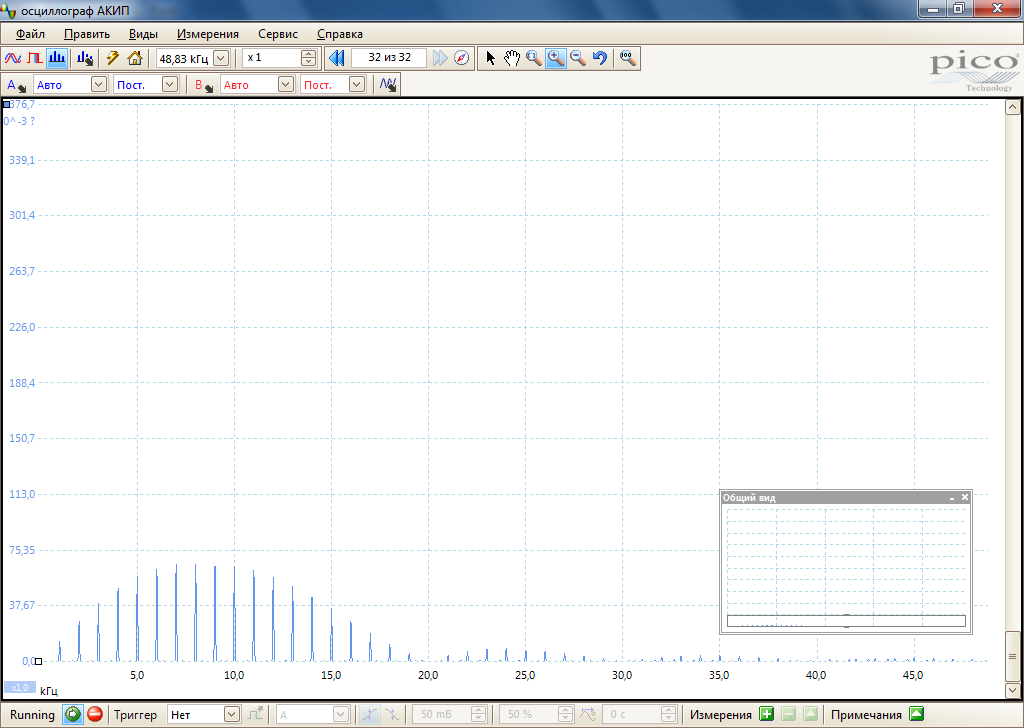 осциллограф АКИП
Файл Править Виды Измерения Сервис Справка
48,83 кГц x 1 32 из 32
pico
Technology
A Авто Пост. B Авто Пост.
376,7
0^-3 ?
339,1
301,4
263,7
226,0
188,4
150,7
113,0
Общий вид
75,35
37,67
0,0
5,0 10,0 15,0 20,0 25,0 30,0 35,0 40,0 45,0
x1,0 кГц
Running Триггер Нет A 50 mB 50 % 0 с Измерения Примечания